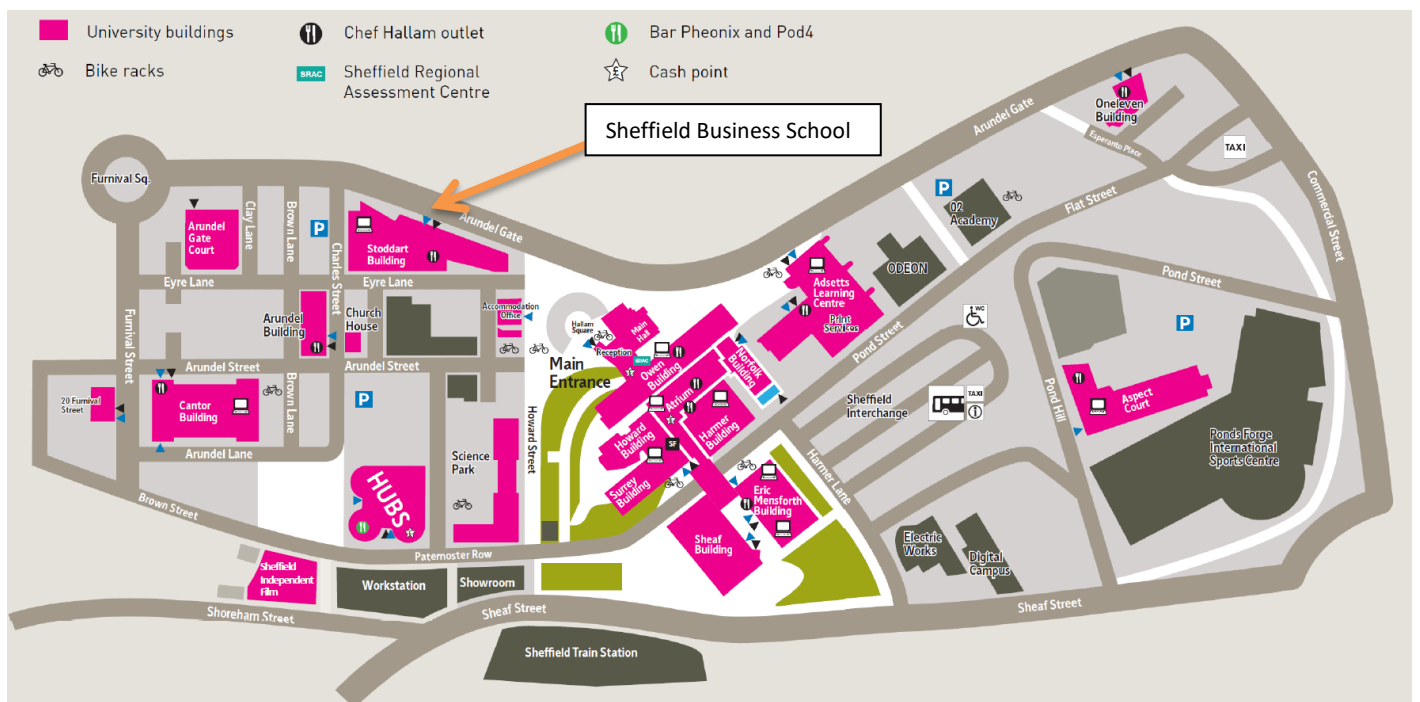 University buildings
Chef Hallam outlet
Bar Pheonix and Pod4
Bike racks
SRAC
Sheffield Regional
Assessment Centre
£
Cash point
Sheffield Business School
Arundel Gate
Oneleven
Building
Esperanto Place
TAXI
Commercial Street
Furnival Sq.
Arundel
Gate
Court
Clay Lane
Brown Lane
P
Charles Street
Stoddart
Building
Arundel Gate
P
O2
Academy
Flat Street
ODEON
Adsetts
Learning
Centre
Print
Services
Pond Street
P
Eyre Lane
Eyre Lane
Furnival Street
Arundel
Building
Church
House
Accommodation
Office
Hallam
Square
Main
Hall
Reception
SRAC
Owen
Building
Norfolk
Building
Pond Street
WC
Main
Entrance
Arundel Street
Arundel Street
20 Furnival
Street
Cantor
Building
Brown Lane
P
Howard Street
Atrium
£
Howard
Building
Harmer
Building
SF
Sheffield
Interchange
TAXI
i
Pond Hill
Aspect
Court
Ponds Forge
International
Sports Centre
Arundel Lane
Science
Park
Surrey
Building
Eric
Mensforth
Building
Harmer Lane
HUBS
£
Brown Street
Paternoster Row
Sheaf
Building
Electric
Works
Digital
Campus
Sheffield
Independent
Film
Workstation
Showroom
Shoreham Street
Sheaf Street
Sheaf Street
Sheffield Train Station